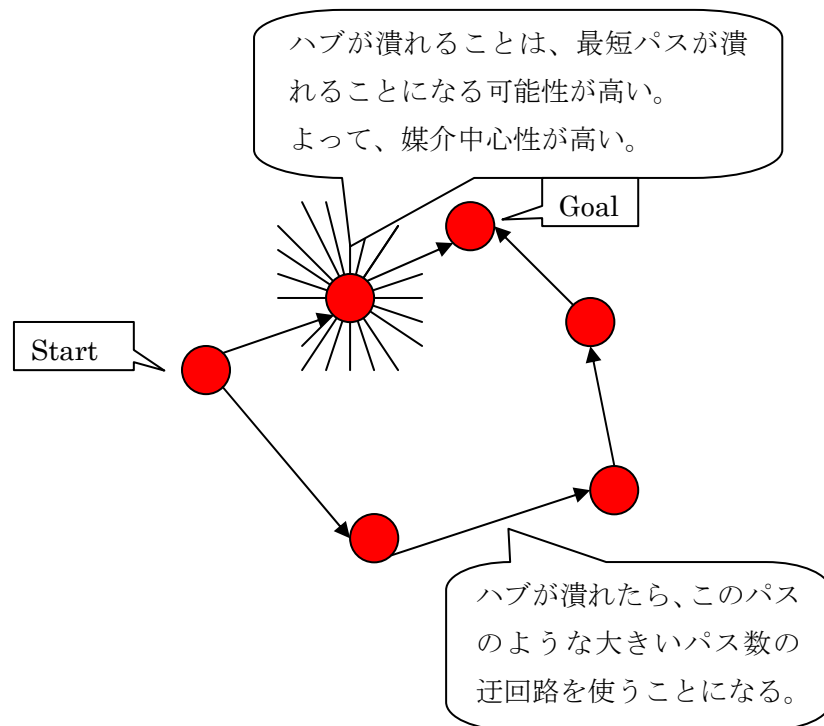 ハブが潰れることは、最短パスが潰
れることになる可能性が高い。
よって、媒介中心性が高い。
Goal
Start
ハブが潰れたら、このパス
のような大きいパス数の
迂回路を使うことになる。